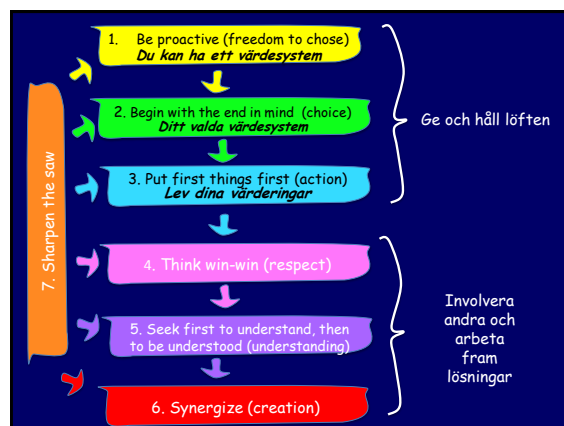 1. Be proactive (freedom to chose)
Du kan ha ett värdesystem
2. Begin with the end in mind (choice)
Ditt valda värdesystem
3. Put first things first (action)
Lev dina värderingar
Ge och håll löften
4. Think win-win (respect)
5. Seek first to understand, then
to be understood (understanding)
6. Synergize (creation)
Involvera
andra och
arbeta
fram
lösningar
7. Sharpen the saw